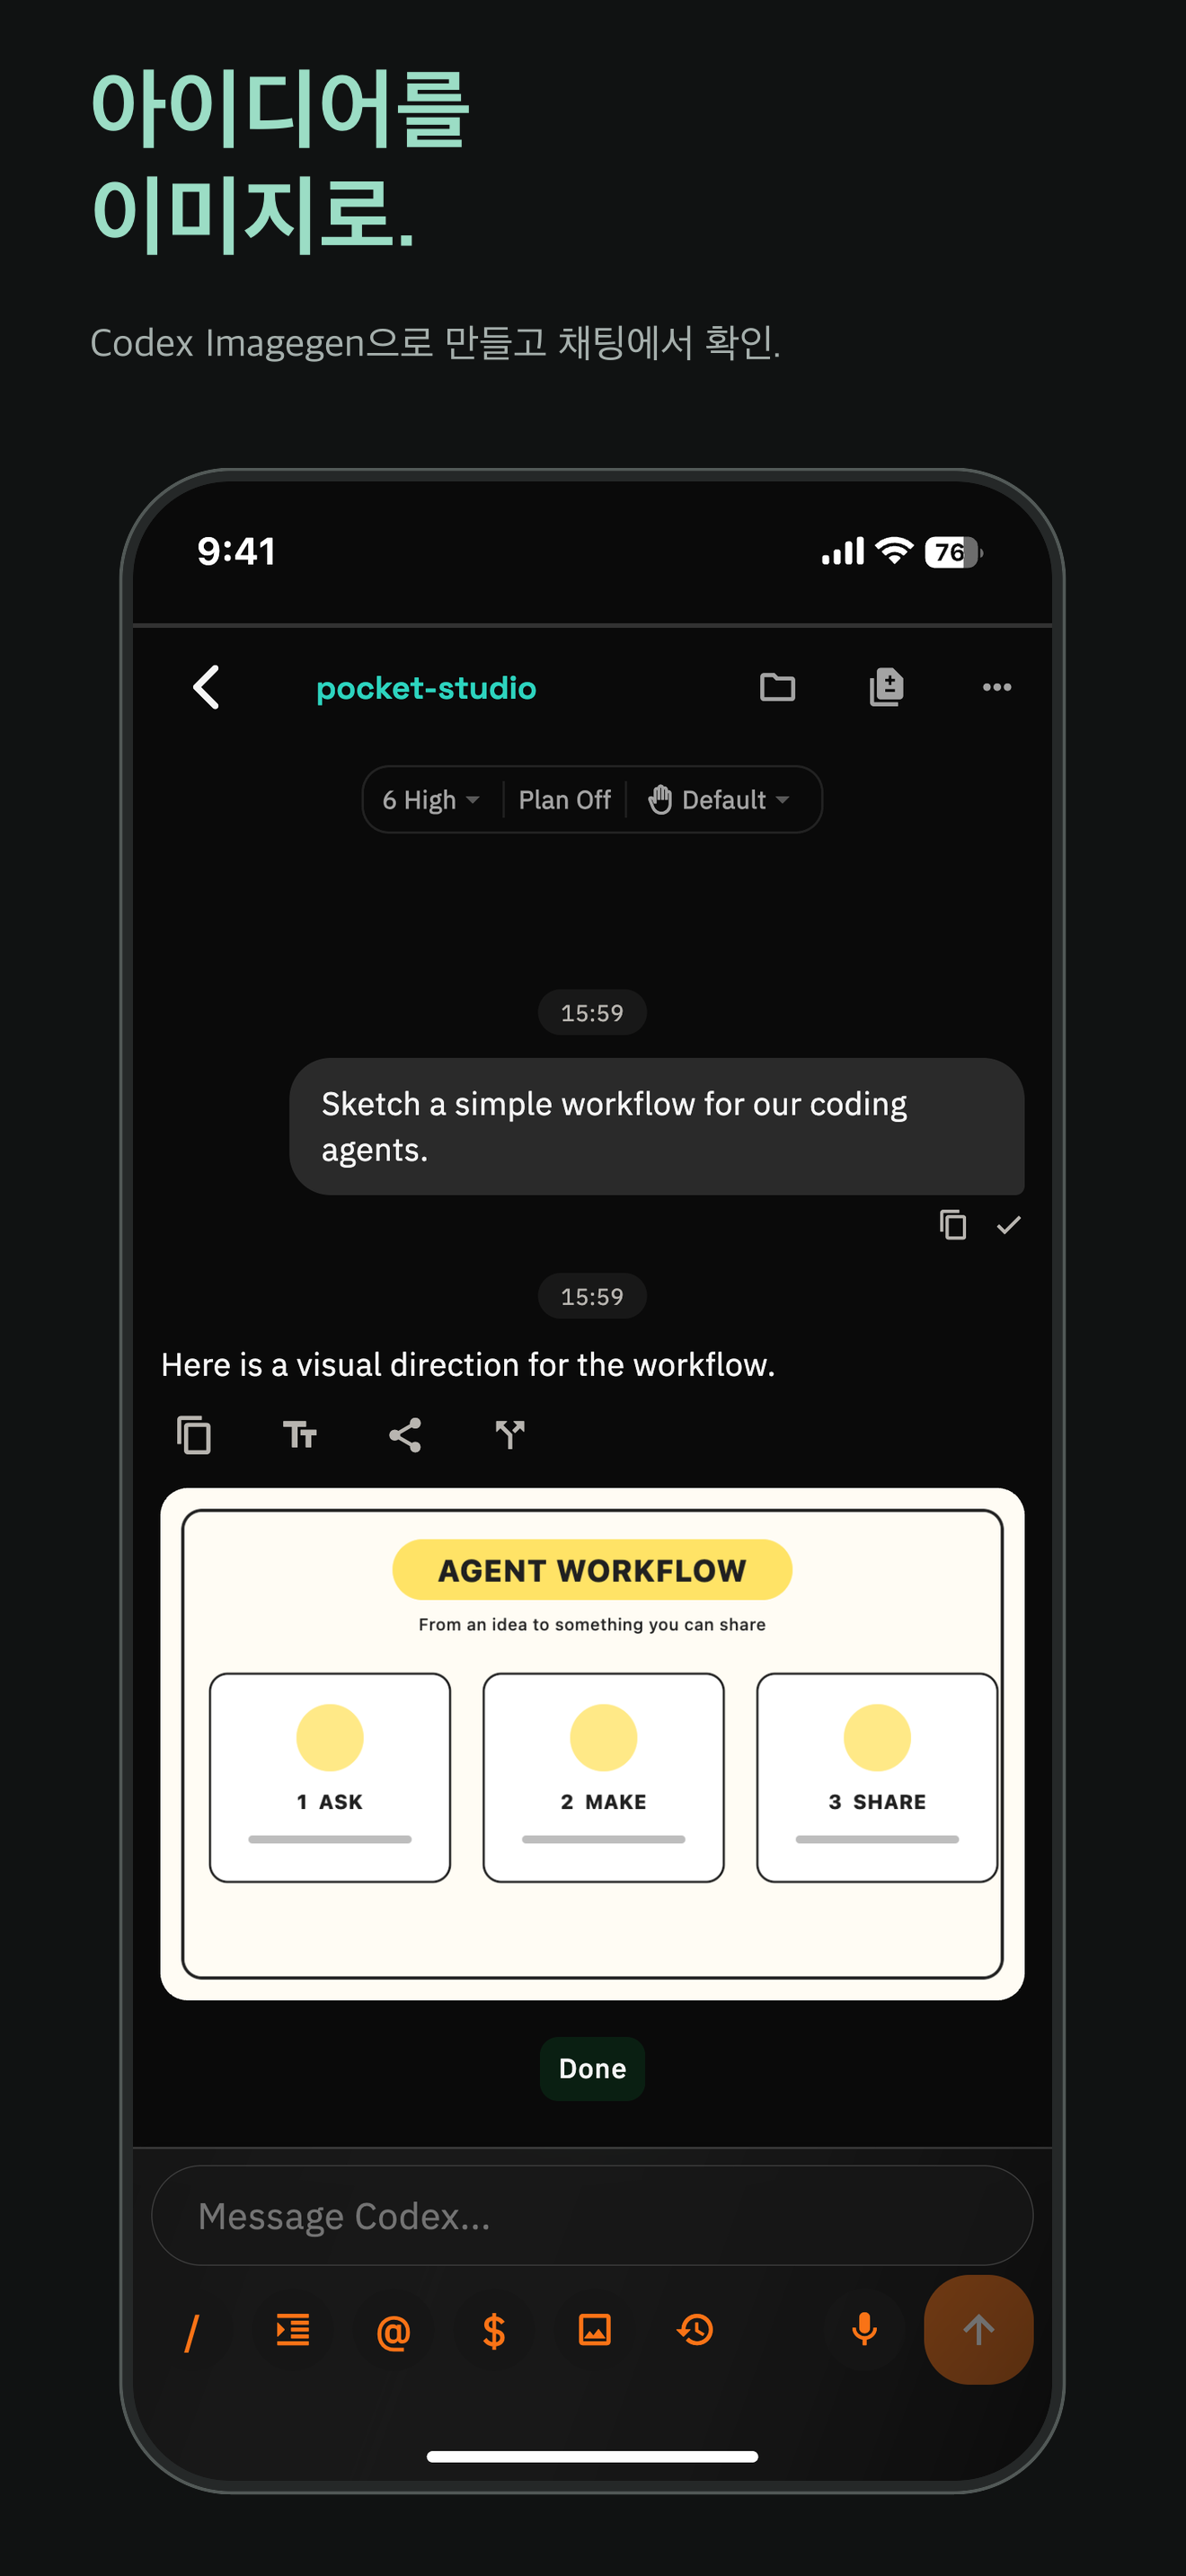 아이디어를
이미지로.
Codex Imagegen으로 만들고 채팅에서 확인.
9:41
76
pocket-studio
6 High
Plan Off
Default
15:59
Sketch a simple workflow for our coding
agents.
15:59
Here is a visual direction for the workflow.
AGENT WORKFLOW
From an idea to something you can share
1 ASK
2 MAKE
3 SHARE
Done
Message Codex...
/
@
$